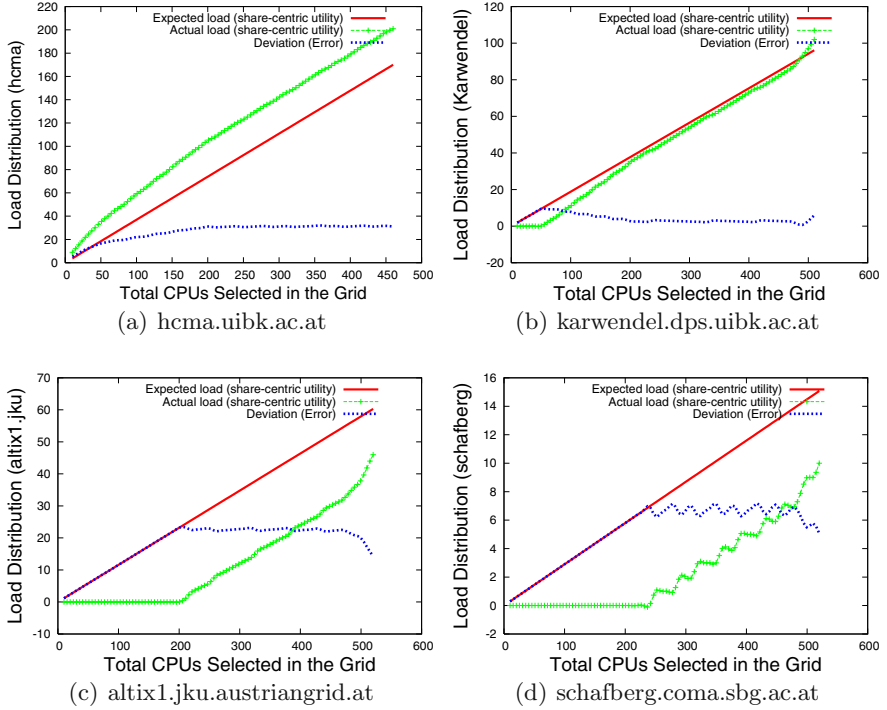 220
200
180
160
140
120
100
80
60
40
20
0
0 50 100 150 200 250 300 350 400 450 500
Load Distribution (hcma)
Total CPUs Selected in the Grid
Expected load (share-centric utility)
Actual load (share-centric utility)
Deviation (Error)
(a) hcma.uibk.ac.at
120
100
80
60
40
20
0
-20
0 100 200 300 400 500 600
Load Distribution (Karwendel)
Total CPUs Selected in the Grid
Expected load (share-centric utility)
Actual load (share-centric utility)
Deviation (Error)
(b) karwendel.dps.uibk.ac.at
70
60
50
40
30
20
10
0
-10
0 100 200 300 400 500 600
Load Distribution (altix1.jku)
Total CPUs Selected in the Grid
Expected load (share-centric utility)
Actual load (share-centric utility)
Deviation (Error)
(c) altix1.jku.austriangrid.at
16
14
12
10
8
6
4
2
0
-2
0 100 200 300 400 500 600
Load Distribution (schafberg)
Total CPUs Selected in the Grid
Expected load (share-centric utility)
Actual load (share-centric utility)
Deviation (Error)
(d) schafberg.coma.sbg.ac.at